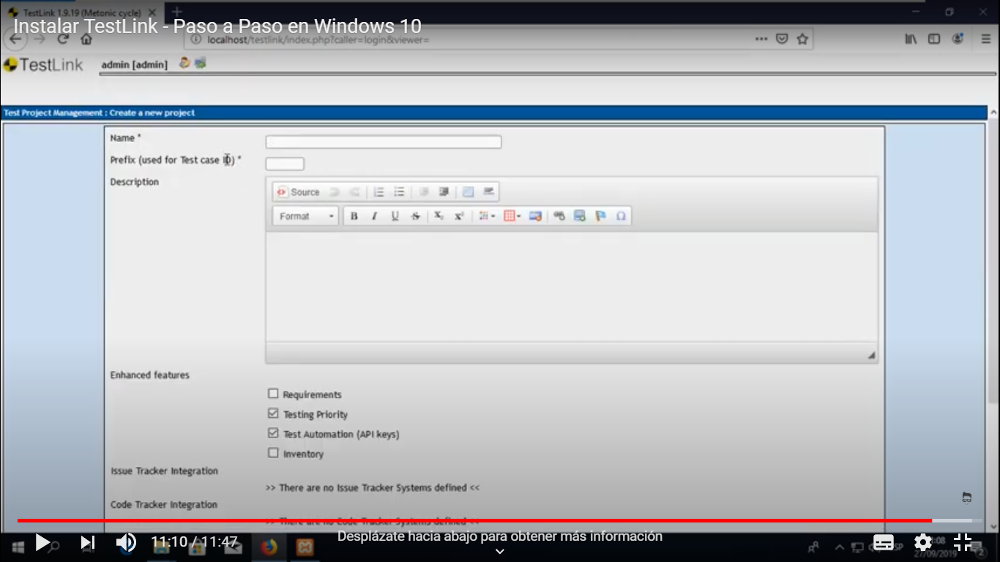 TestLink 1.9.19 (Metonic cycle)
Instalar TestLink - Paso a Paso en Windows 10
localhost/testlink/index.php?caller=login&viewer=
TestLink
admin [admin]
Test Project Management : Create a new project
Name *
Prefix (used for Test case ID) *
Description
Source
Format
B I U S X₂ X² Ω
Enhanced features
Requirements
Testing Priority
Test Automation (API keys)
Inventory
Issue Tracker Integration
>> There are no Issue Tracker Systems defined <<
Code Tracker Integration
>> There are no Code Tracker Systems defined <<
11:10 / 11:47
Desplázate hacia abajo para obtener más información
:08
27/09/2019
2